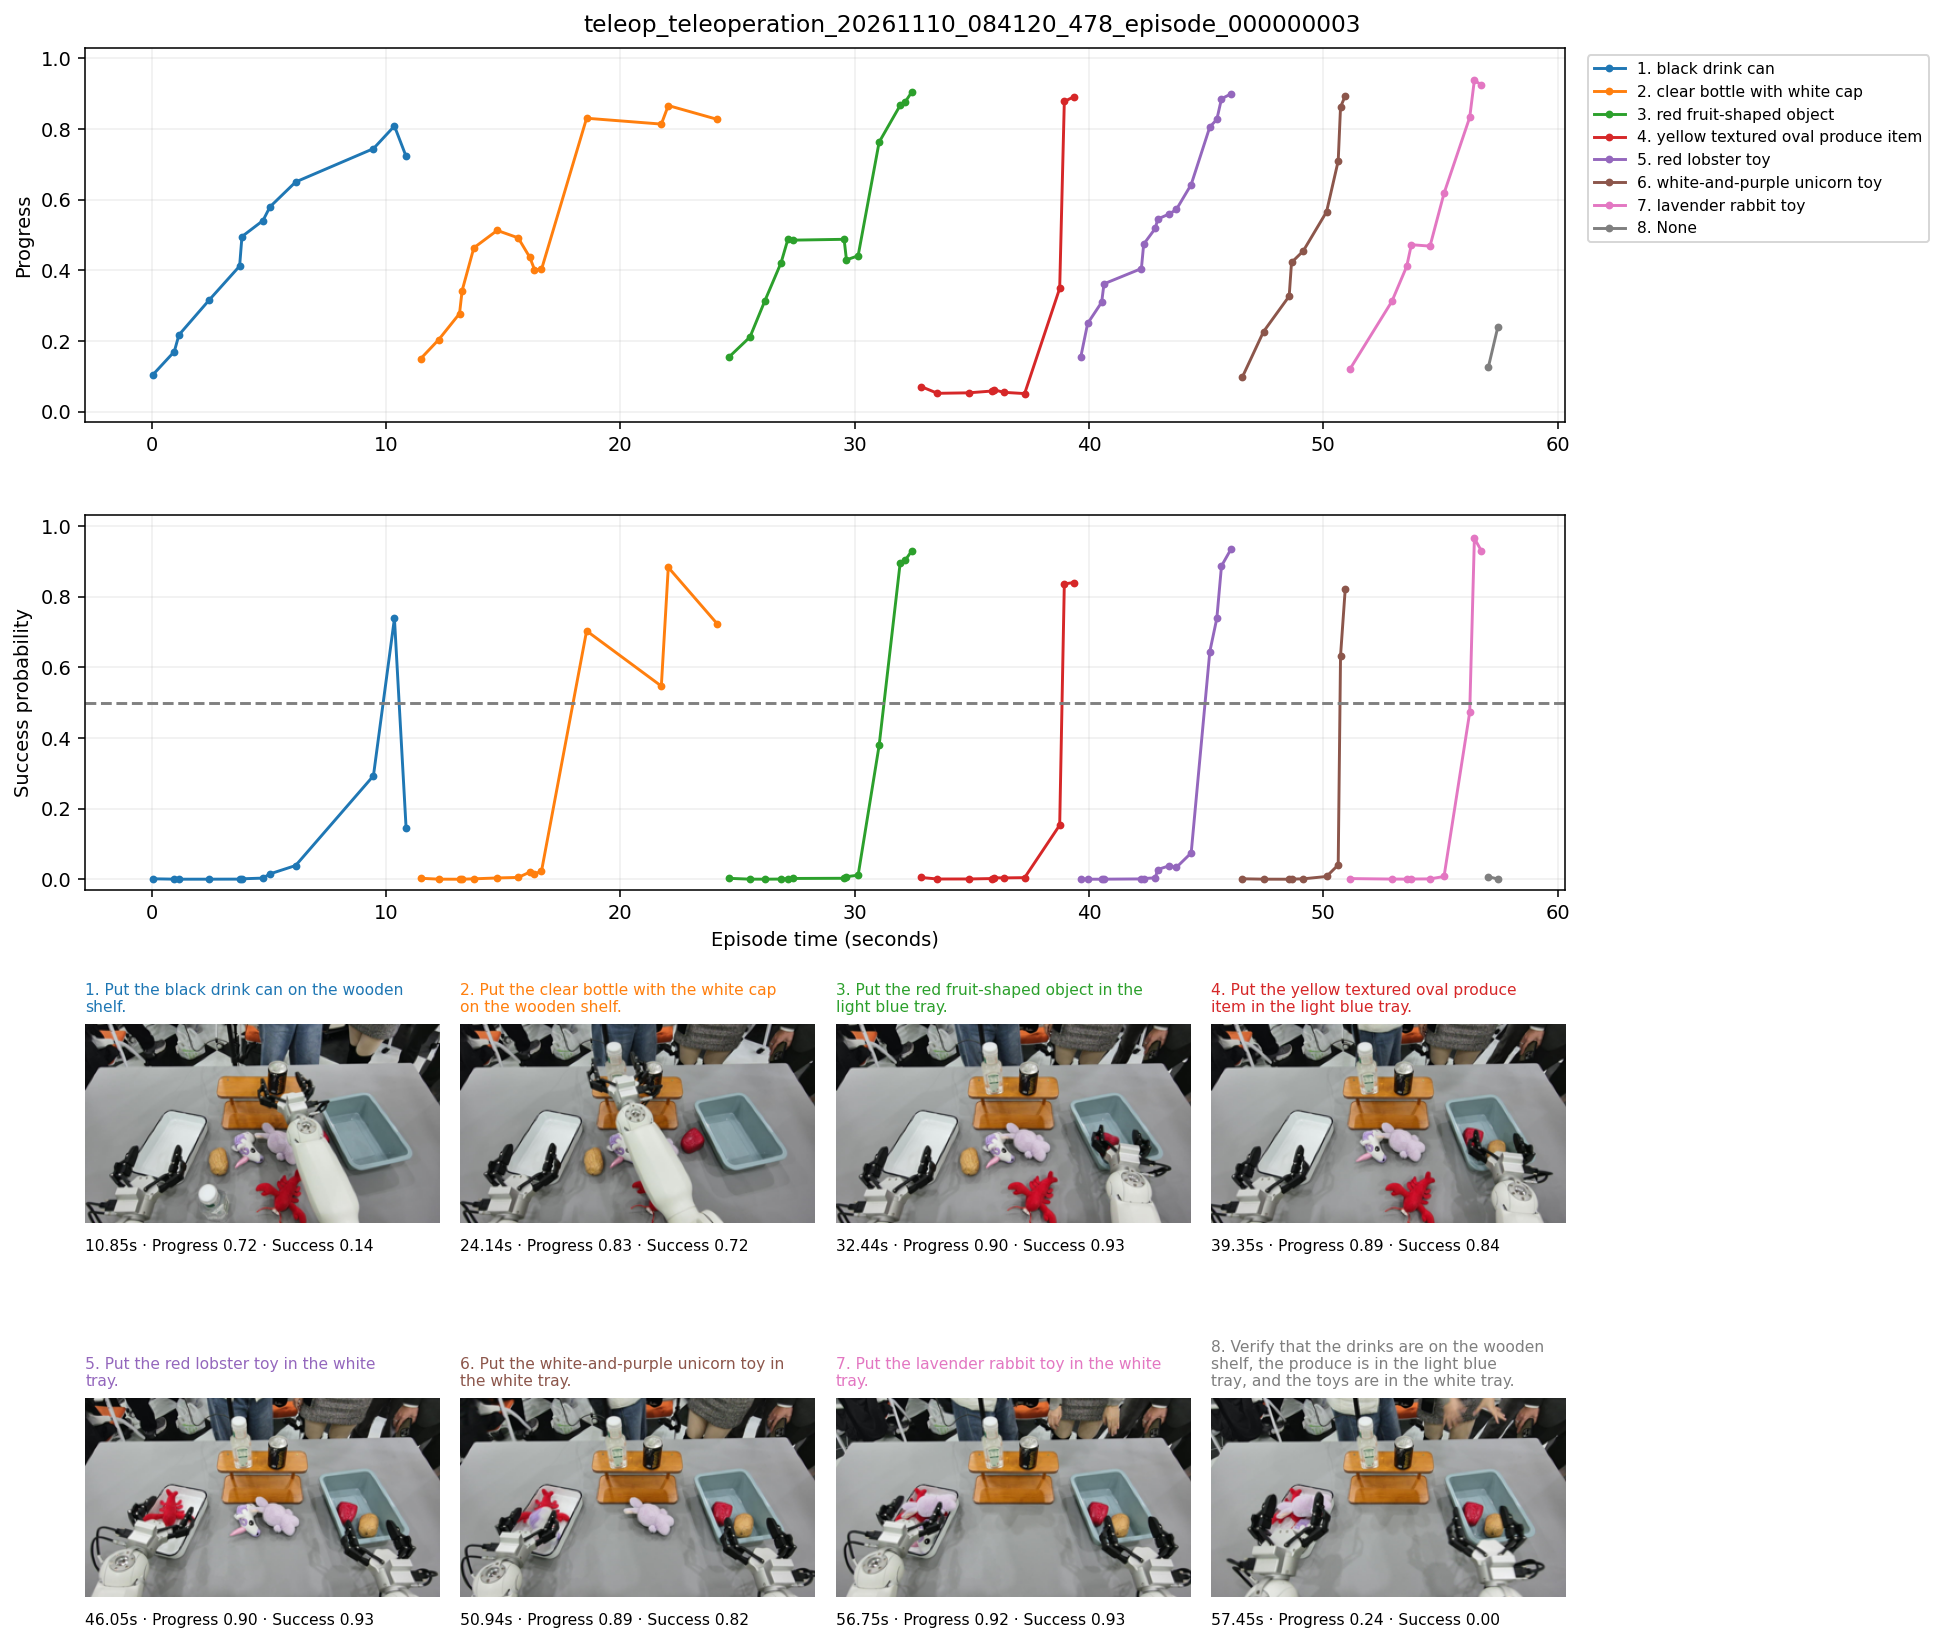 teleop_teleoperation_20261110_084120_478_episode_000000003
Progress
1.0
0.8
0.6
0.4
0.2
0.0
0 10 20 30 40 50 60
1. black drink can
2. clear bottle with white cap
3. red fruit-shaped object
4. yellow textured oval produce item
5. red lobster toy
6. white-and-purple unicorn toy
7. lavender rabbit toy
8. None
Success probability
1.0
0.8
0.6
0.4
0.2
0.0
0 10 20 30 40 50 60
Episode time (seconds)
1. Put the black drink can on the wooden
shelf.
10.85s · Progress 0.72 · Success 0.14
2. Put the clear bottle with the white cap
on the wooden shelf.
24.14s · Progress 0.83 · Success 0.72
3. Put the red fruit-shaped object in the
light blue tray.
32.44s · Progress 0.90 · Success 0.93
4. Put the yellow textured oval produce
item in the light blue tray.
39.35s · Progress 0.89 · Success 0.84
5. Put the red lobster toy in the white
tray.
46.05s · Progress 0.90 · Success 0.93
6. Put the white-and-purple unicorn toy in
the white tray.
50.94s · Progress 0.89 · Success 0.82
7. Put the lavender rabbit toy in the white
tray.
56.75s · Progress 0.92 · Success 0.93
8. Verify that the drinks are on the wooden
shelf, the produce is in the light blue
tray, and the toys are in the white tray.
57.45s · Progress 0.24 · Success 0.00